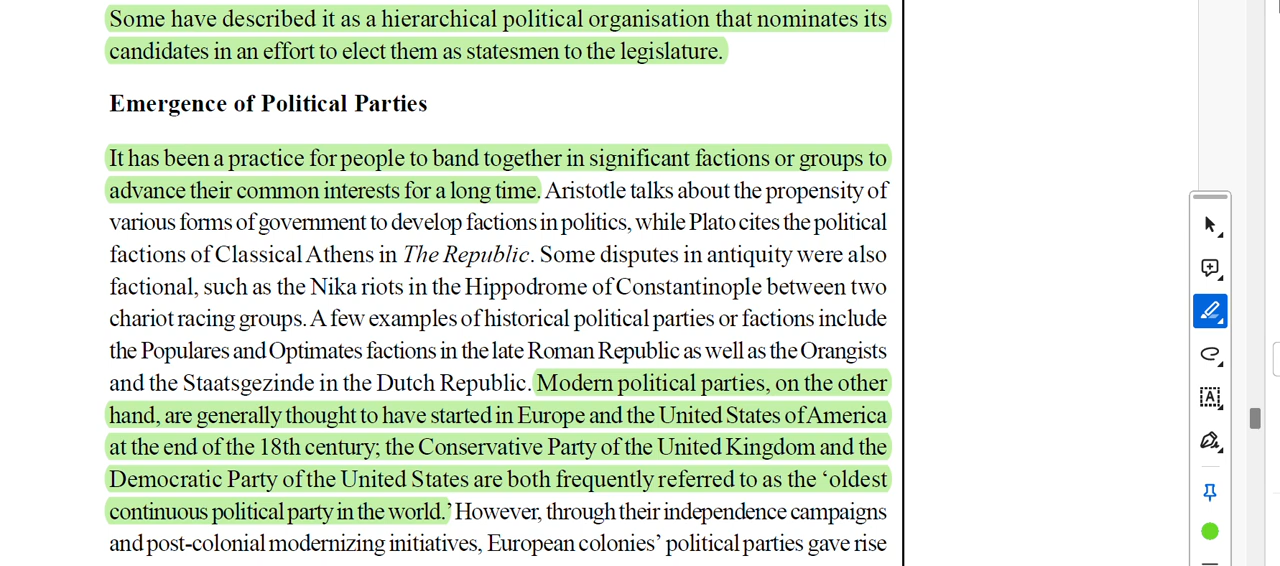 Some have described it as a hierarchical political organisation that nominates its
candidates in an effort to elect them as statesmen to the legislature.
Emergence of Political Parties
It has been a practice for people to band together in significant factions or groups to
advance their common interests for a long time. Aristotle talks about the propensity of
various forms of government to develop factions in politics, while Plato cites the political
factions of Classical Athens in The Republic. Some disputes in antiquity were also
factional, such as the Nika riots in the Hippodrome of Constantinople between two
chariot racing groups. A few examples of historical political parties or factions include
the Populares and Optimates factions in the late Roman Republic as well as the Orangists
and the Staatsgezinde in the Dutch Republic. Modern political parties, on the other
hand, are generally thought to have started in Europe and the United States of America
at the end of the 18th century; the Conservative Party of the United Kingdom and the
Democratic Party of the United States are both frequently referred to as the ‘oldest
continuous political party in the world.’ However, through their independence campaigns
and post-colonial modernizing initiatives, European colonies’ political parties gave rise